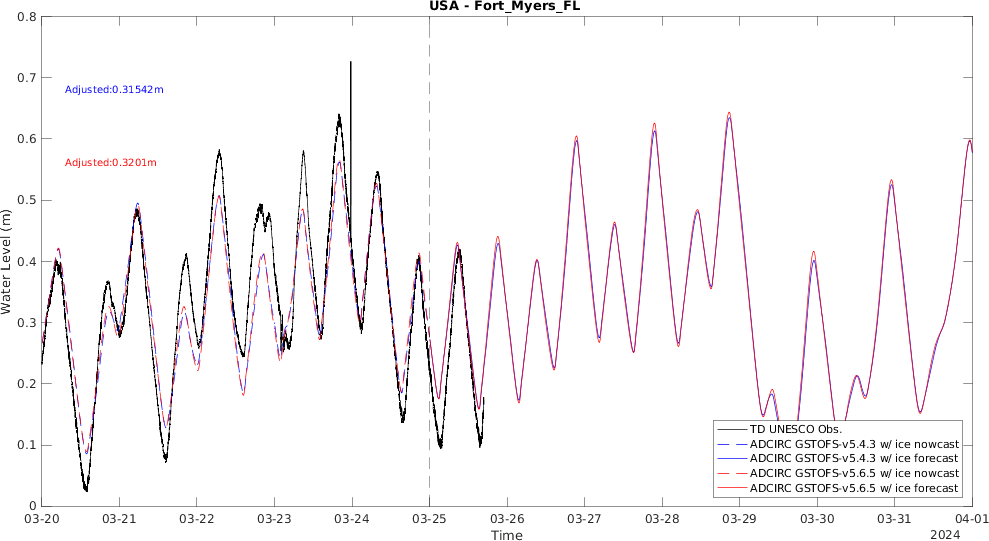 USA - Fort_Myers_FL
0.8
0.7
0.6
0.5
0.4
0.3
0.2
0.1
0
Water Level (m)
Adjusted:0.31542m
Adjusted:0.3201m
TD UNESCO Obs.
ADCIRC GSTOFS-v5.4.3 w/ ice nowcast
ADCIRC GSTOFS-v5.4.3 w/ ice forecast
ADCIRC GSTOFS-v5.6.5 w/ ice nowcast
ADCIRC GSTOFS-v5.6.5 w/ ice forecast
03-20 03-21 03-22 03-23 03-24 03-25 03-26 03-27 03-28 03-29 03-30 03-31 04-01
Time
2024